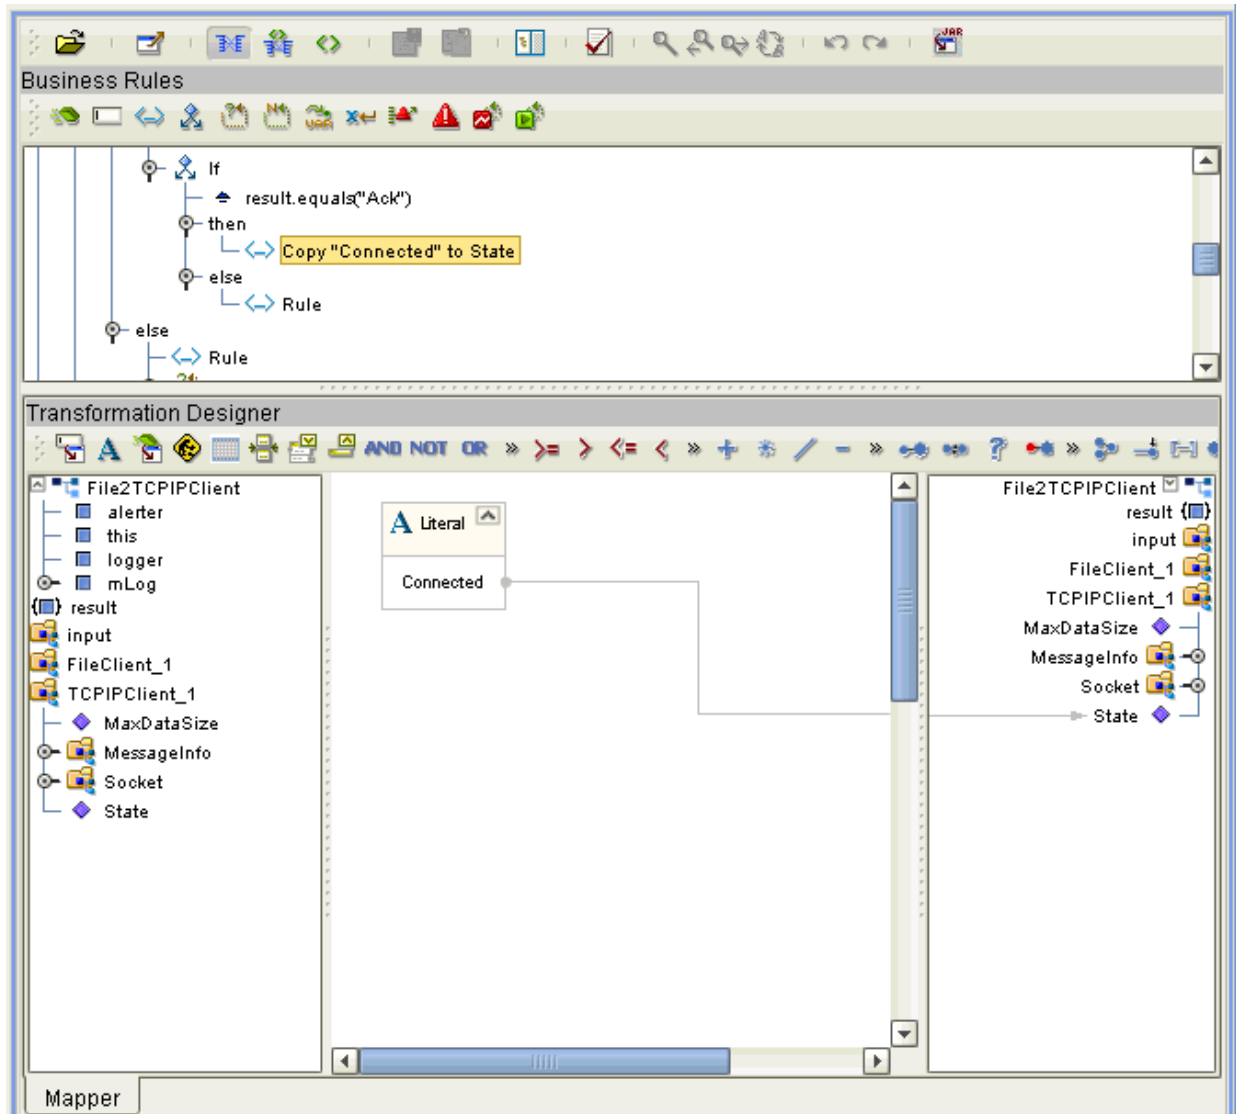 JAR
Business Rules
VAR
If
result.equals("Ack")
then
Copy "Connected" to State
else
Rule
else
Rule
Transformation Designer
AND NOT OR » >= > <= < » + * / - » ? »
File2TCPIPClient
alerter
this
logger
mLog
{ } result
input
FileClient_1
TCPIPClient_1
MaxDataSize
MessageInfo
Socket
State
A Literal
Connected
File2TCPIPClient
result { }
input
FileClient_1
TCPIPClient_1
MaxDataSize
MessageInfo
Socket
State
Mapper